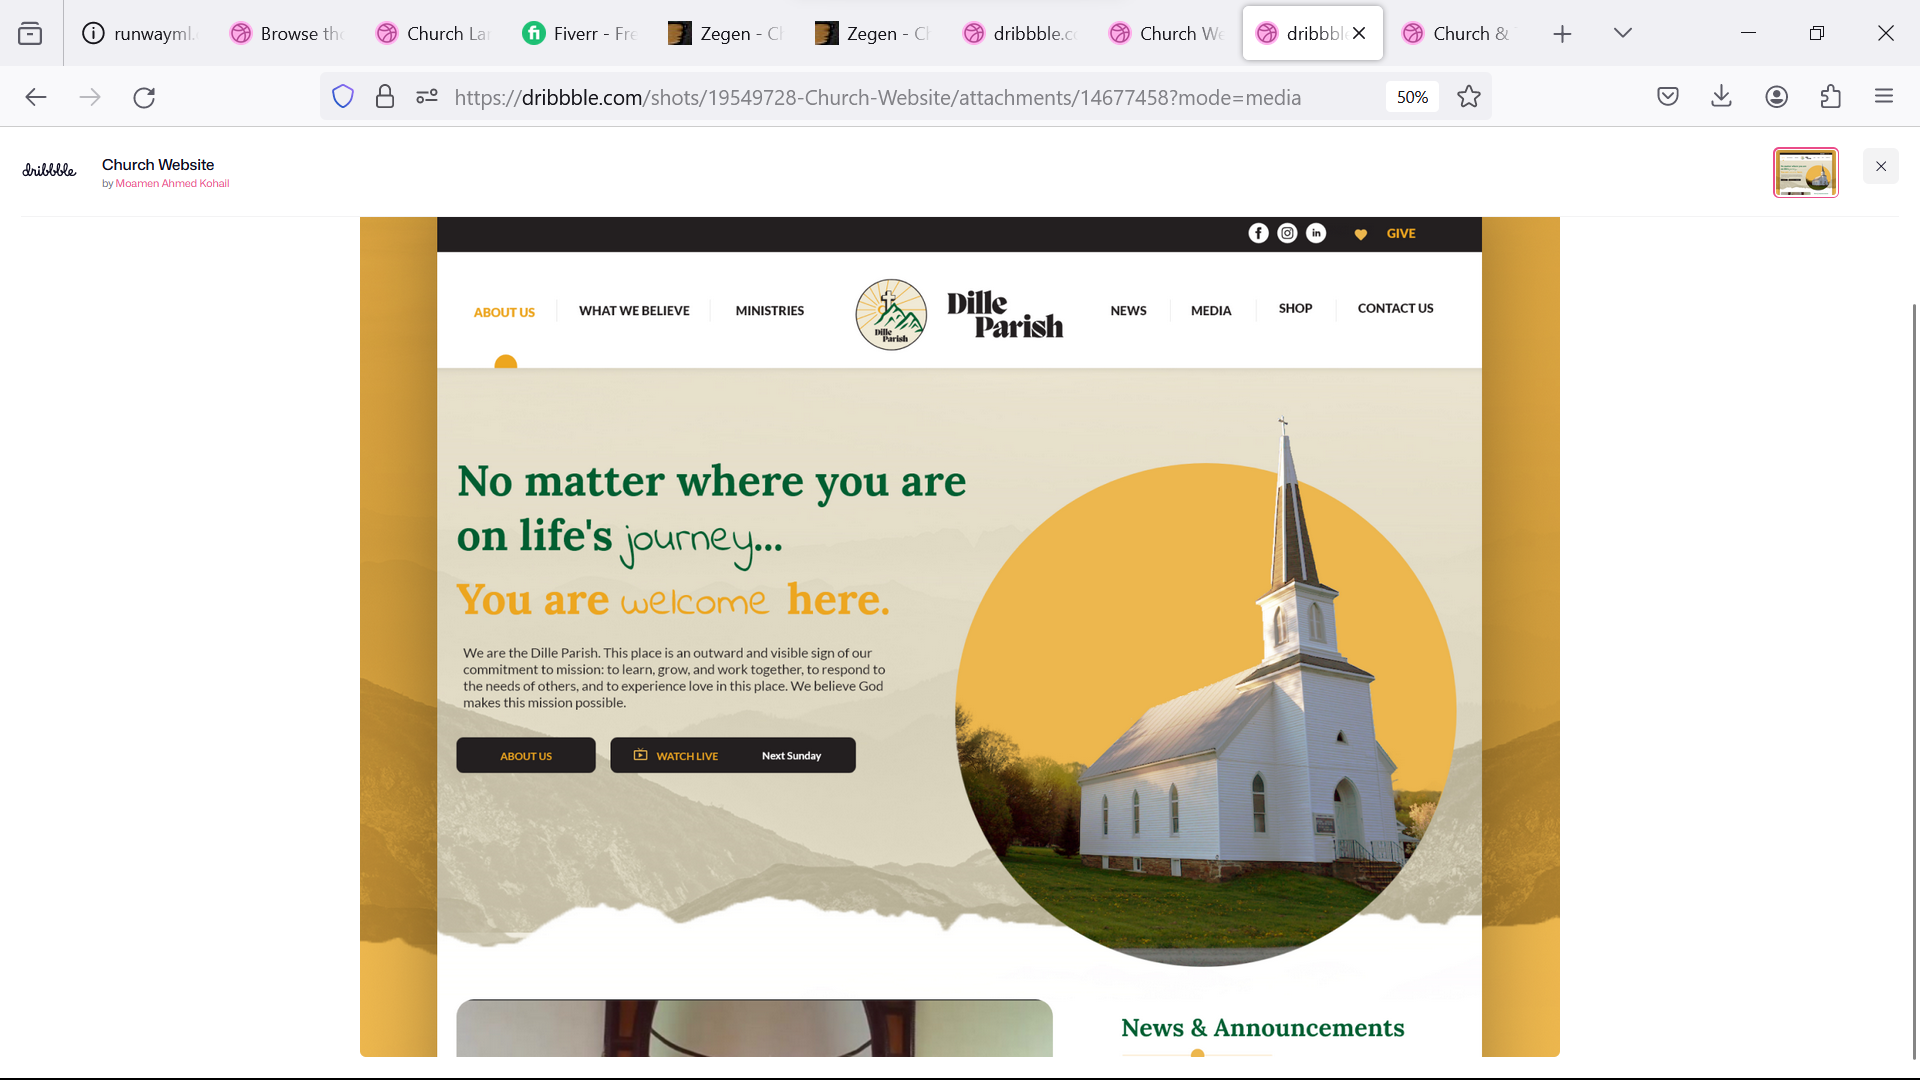 runwayml.
Browse the
Church La
Fiverr - Fre
Zegen - C
Zegen - Ch
dribbble.c
Church We
dribbbl
Church &
https://dribbble.com/shots/19549728-Church-Website/attachments/14677458?mode=media
50%
dribbble
Church Website
by Moamen Ahmed Kohail
GIVE
ABOUT US
WHAT WE BELIEVE
MINISTRIES
Dille
Parish
Dille
Parish
NEWS
MEDIA
SHOP
CONTACT US
No matter where you are
on life's journey...
You are welcome here.
We are the Dille Parish. This place is an outward and visible sign of our
commitment to mission: to learn, grow, and work together, to respond to
the needs of others, and to experience love in this place. We believe God
makes this mission possible.
ABOUT US
WATCH LIVE Next Sunday
News & Announcements